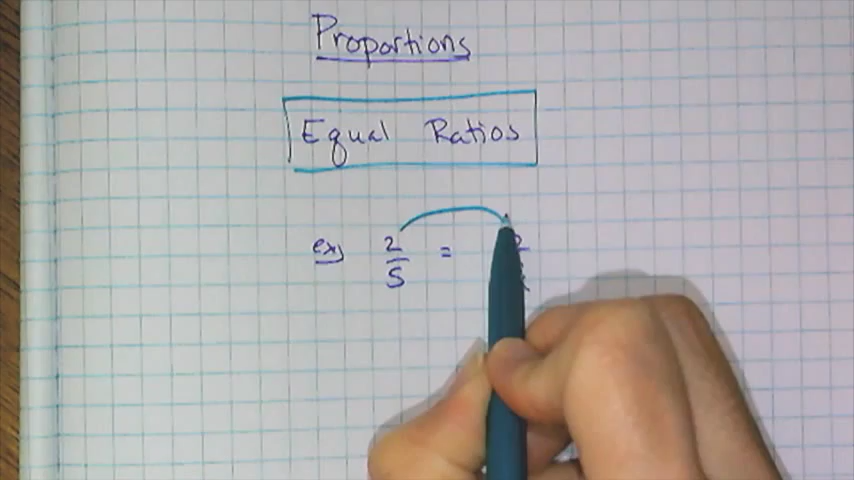 Proportions
Equal Ratios
ex) 2/5 =